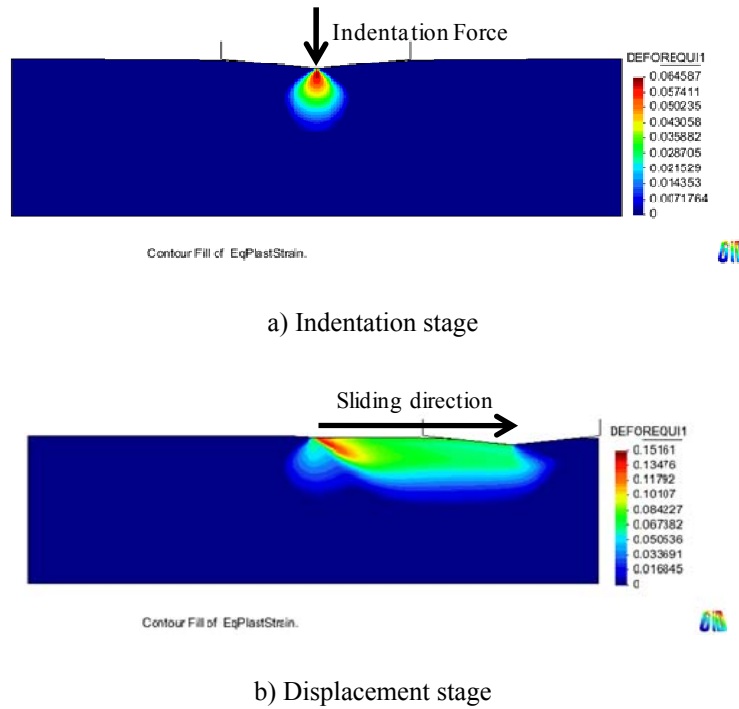 Indentation Force
DEFOREQUI1
0.064587
0.057411
0.050235
0.043058
0.035882
0.028705
0.021529
0.014353
0.0071764
0
Contour Fill of EqPlastStrain.
a) Indentation stage
Sliding direction
DEFOREQUI1
0.15161
0.13476
0.11792
0.10107
0.084227
0.067382
0.050536
0.033691
0.016845
0
Contour Fill of EqPlastStrain.
b) Displacement stage